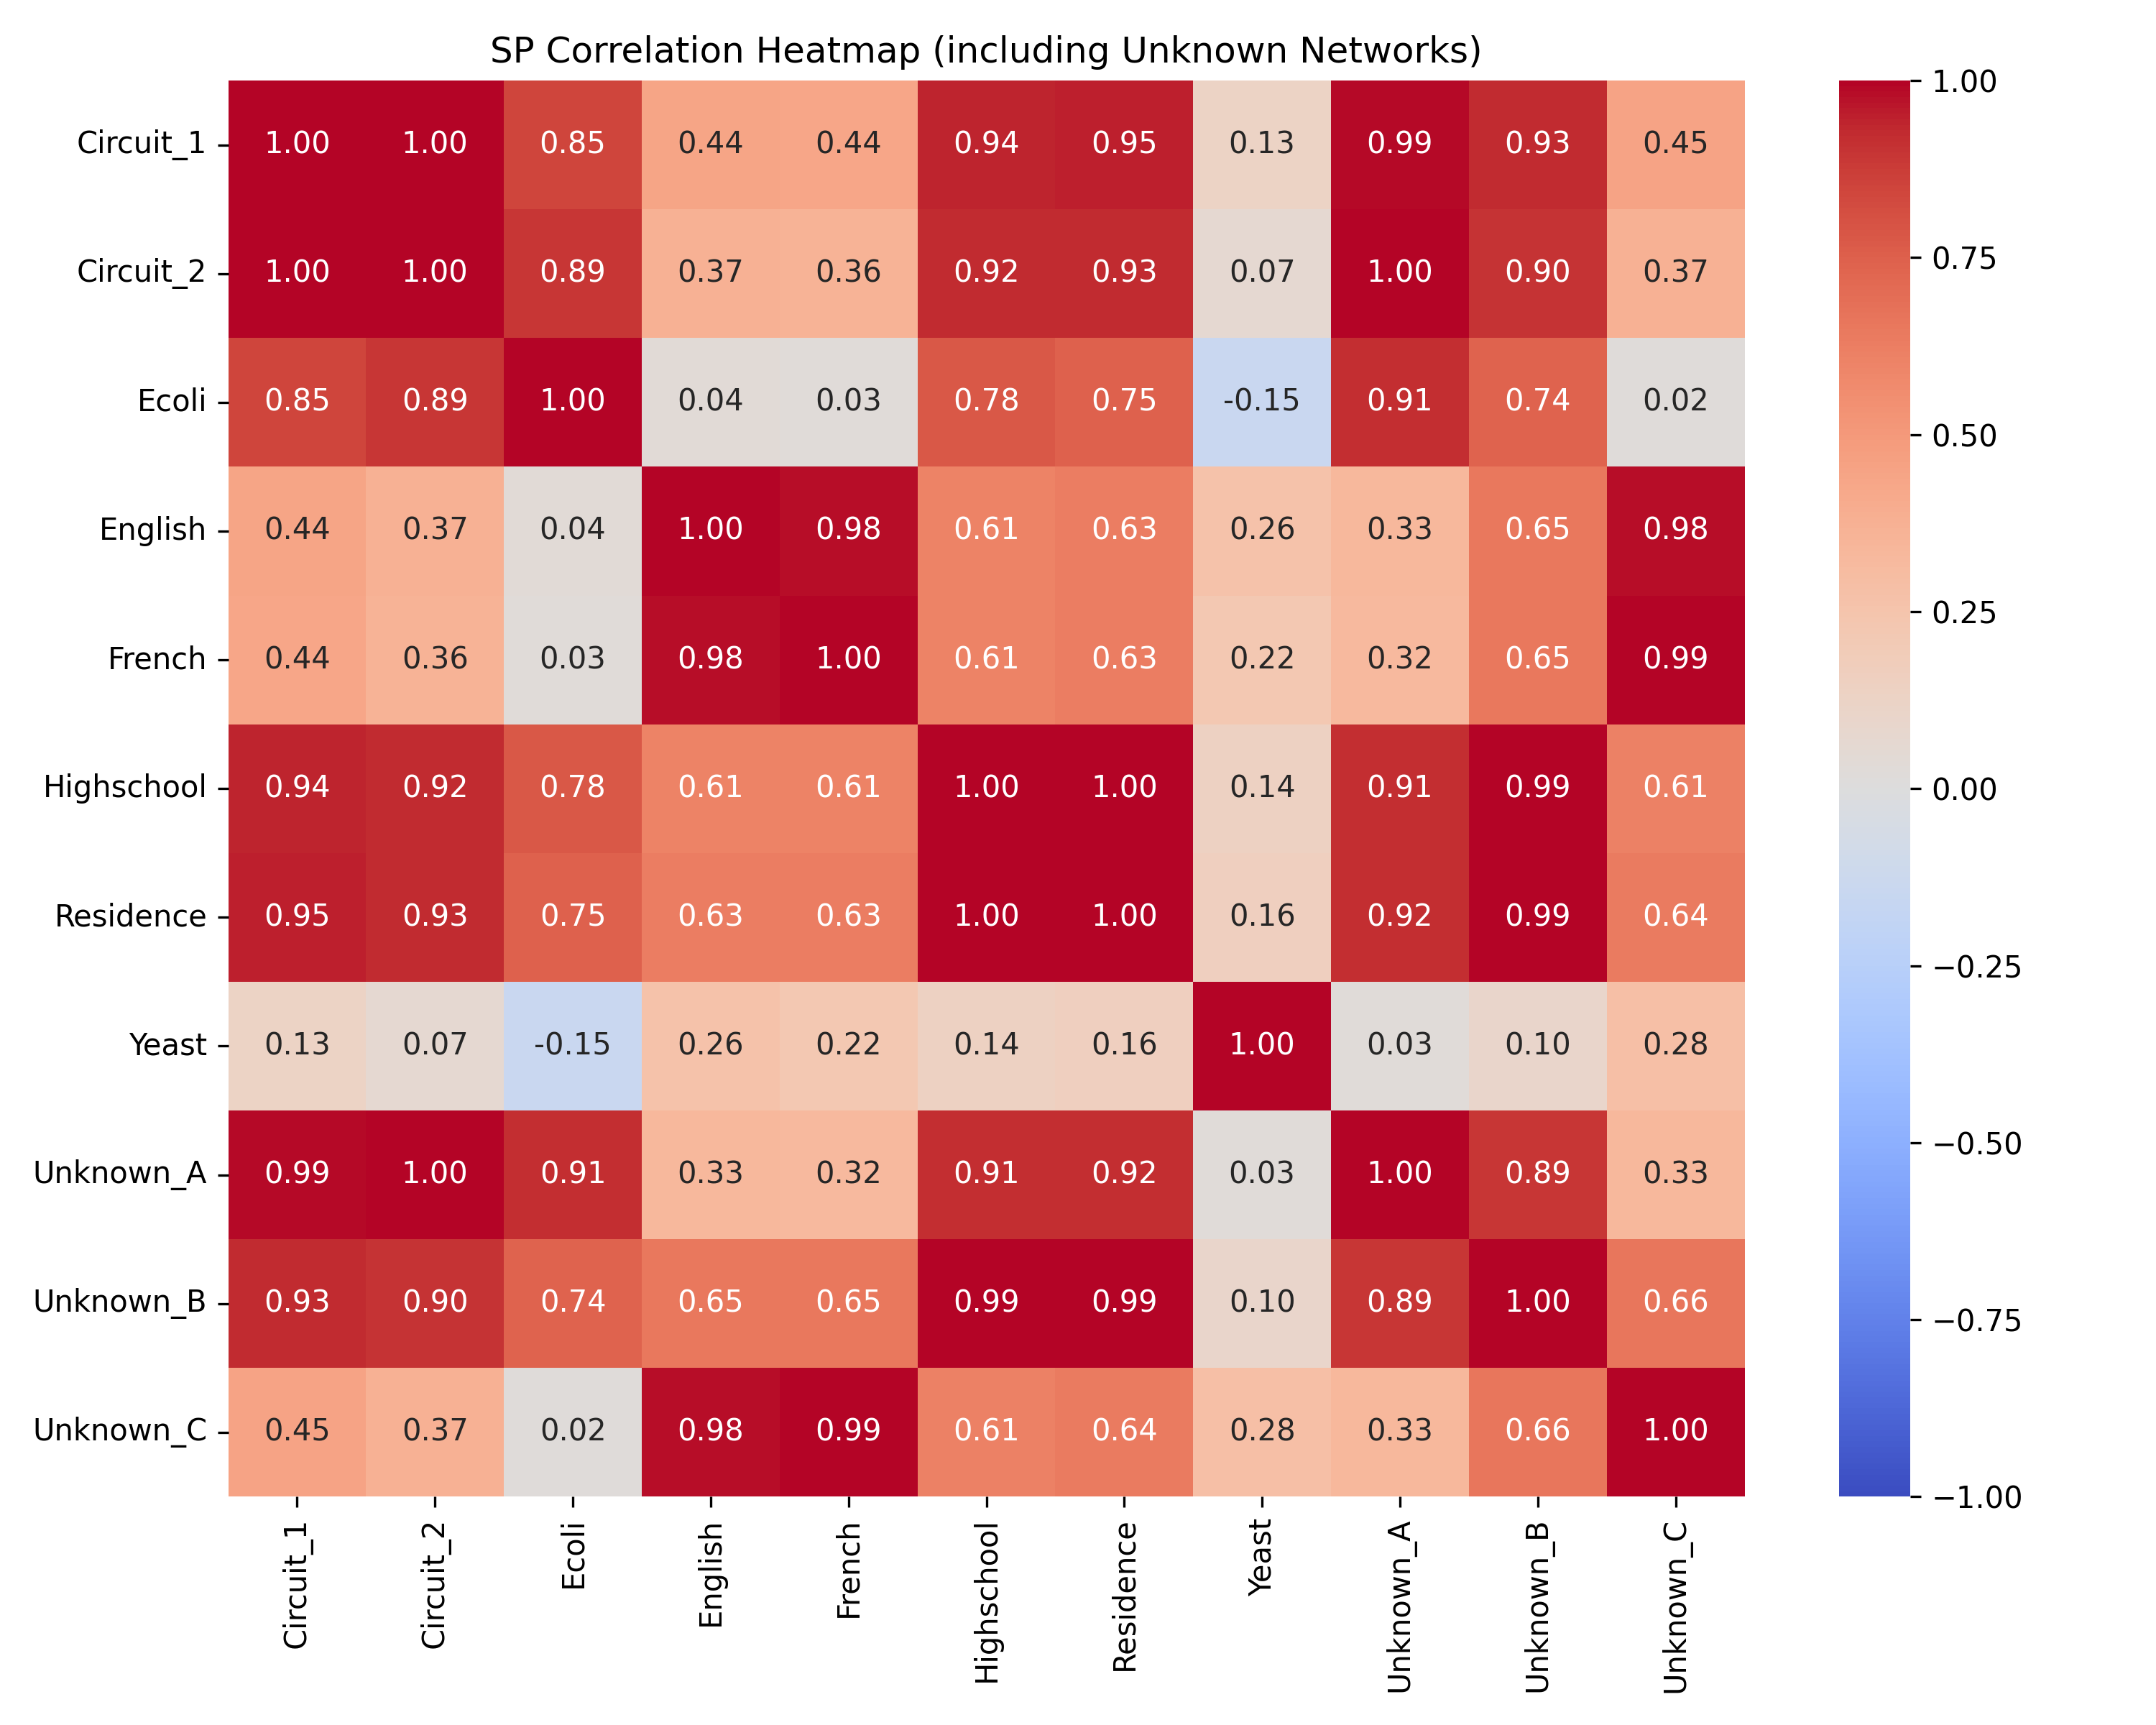 SP Correlation Heatmap (including Unknown Networks)
Circuit_1 1.00 1.00 0.85 0.44 0.44 0.94 0.95 0.13 0.99 0.93 0.45
Circuit_2 1.00 1.00 0.89 0.37 0.36 0.92 0.93 0.07 1.00 0.90 0.37
Ecoli 0.85 0.89 1.00 0.04 0.03 0.78 0.75 -0.15 0.91 0.74 0.02
English 0.44 0.37 0.04 1.00 0.98 0.61 0.63 0.26 0.33 0.65 0.98
French 0.44 0.36 0.03 0.98 1.00 0.61 0.63 0.22 0.32 0.65 0.99
Highschool 0.94 0.92 0.78 0.61 0.61 1.00 1.00 0.14 0.91 0.99 0.61
Residence 0.95 0.93 0.75 0.63 0.63 1.00 1.00 0.16 0.92 0.99 0.64
Yeast 0.13 0.07 -0.15 0.26 0.22 0.14 0.16 1.00 0.03 0.10 0.28
Unknown_A 0.99 1.00 0.91 0.33 0.32 0.91 0.92 0.03 1.00 0.89 0.33
Unknown_B 0.93 0.90 0.74 0.65 0.65 0.99 0.99 0.10 0.89 1.00 0.66
Unknown_C 0.45 0.37 0.02 0.98 0.99 0.61 0.64 0.28 0.33 0.66 1.00
Circuit_1 Circuit_2 Ecoli English French Highschool Residence Yeast Unknown_A Unknown_B Unknown_C
1.00
0.75
0.50
0.25
0.00
−0.25
−0.50
−0.75
−1.00